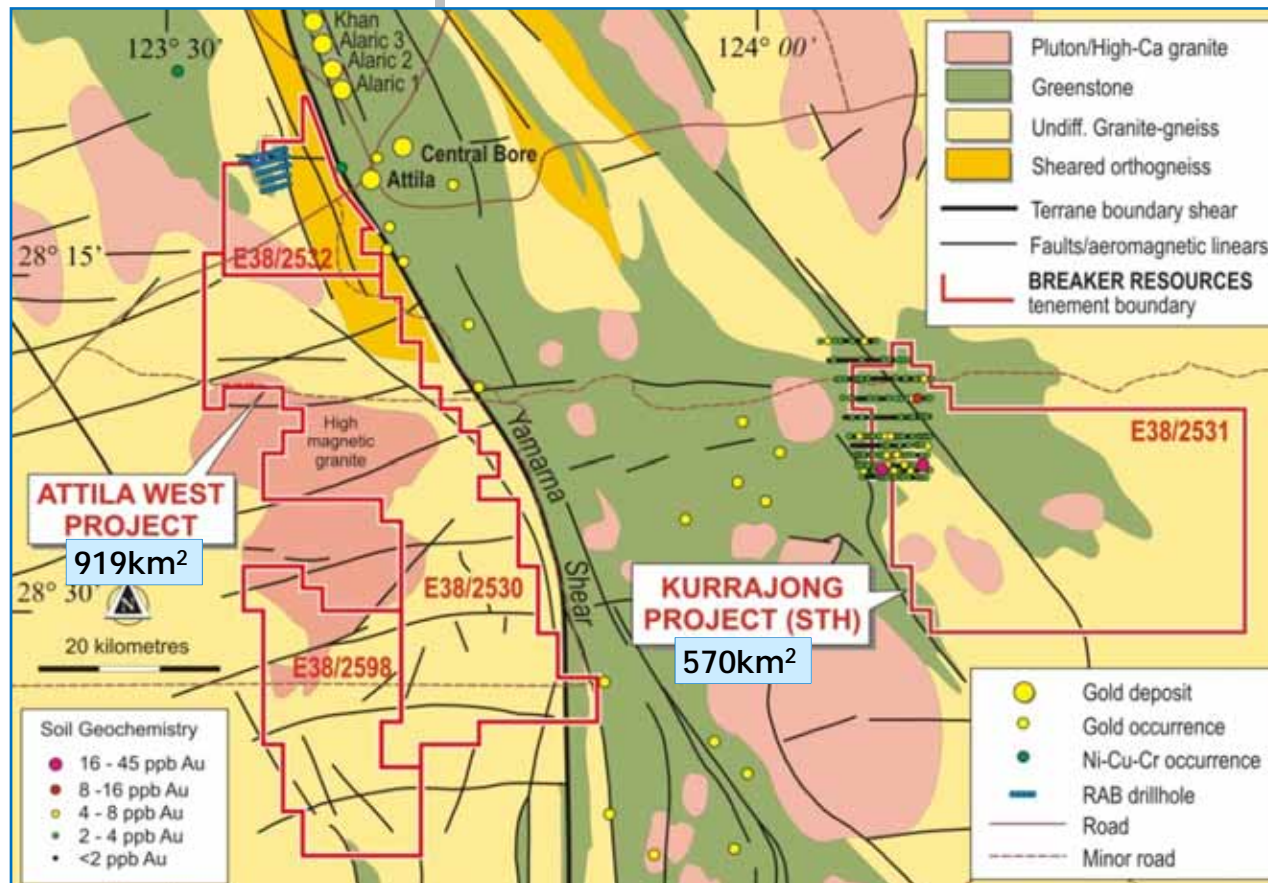 Khan
123° 30'
Alaric 3
124° 00'
Alaric 2
Alaric 1
Central Bore
Attila
28° 15'
E38/2532
Pluton/High-Ca granite
Greenstone
Undiff. Granite-gneiss
Sheared orthogneiss
Terrane boundary shear
Faults/aeromagnetic linears
BREAKER RESOURCES
tenement boundary
High
magnetic
granite
Yamarna
Shear
E38/2531
ATTILA WEST
PROJECT
919km²
28° 30'
N
20 kilometres
E38/2530
E38/2598
KURRAJONG
PROJECT (STH)
570km²
Soil Geochemistry
16 - 45 ppb Au
8 -16 ppb Au
4 - 8 ppb Au
2 - 4 ppb Au
<2 ppb Au
Gold deposit
Gold occurrence
Ni-Cu-Cr occurrence
RAB drillhole
Road
Minor road